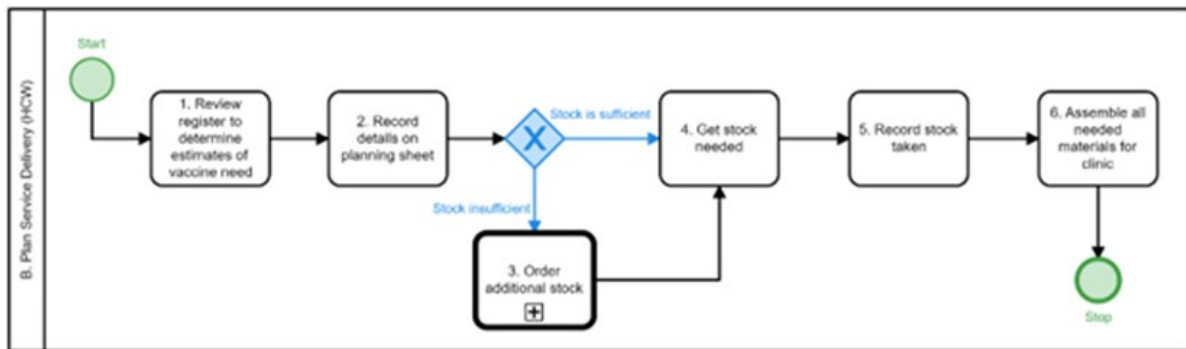 B. Plan Service Delivery (HCW)
Start
1. Review
register to
determine
estimates of
vaccine need
2. Record
details on
planning sheet
X
Stock is sufficient
Stock insufficient
3. Order
additional stock
4. Get stock
needed
5. Record stock
taken
6. Assemble all
needed
materials for
clinic
Stop